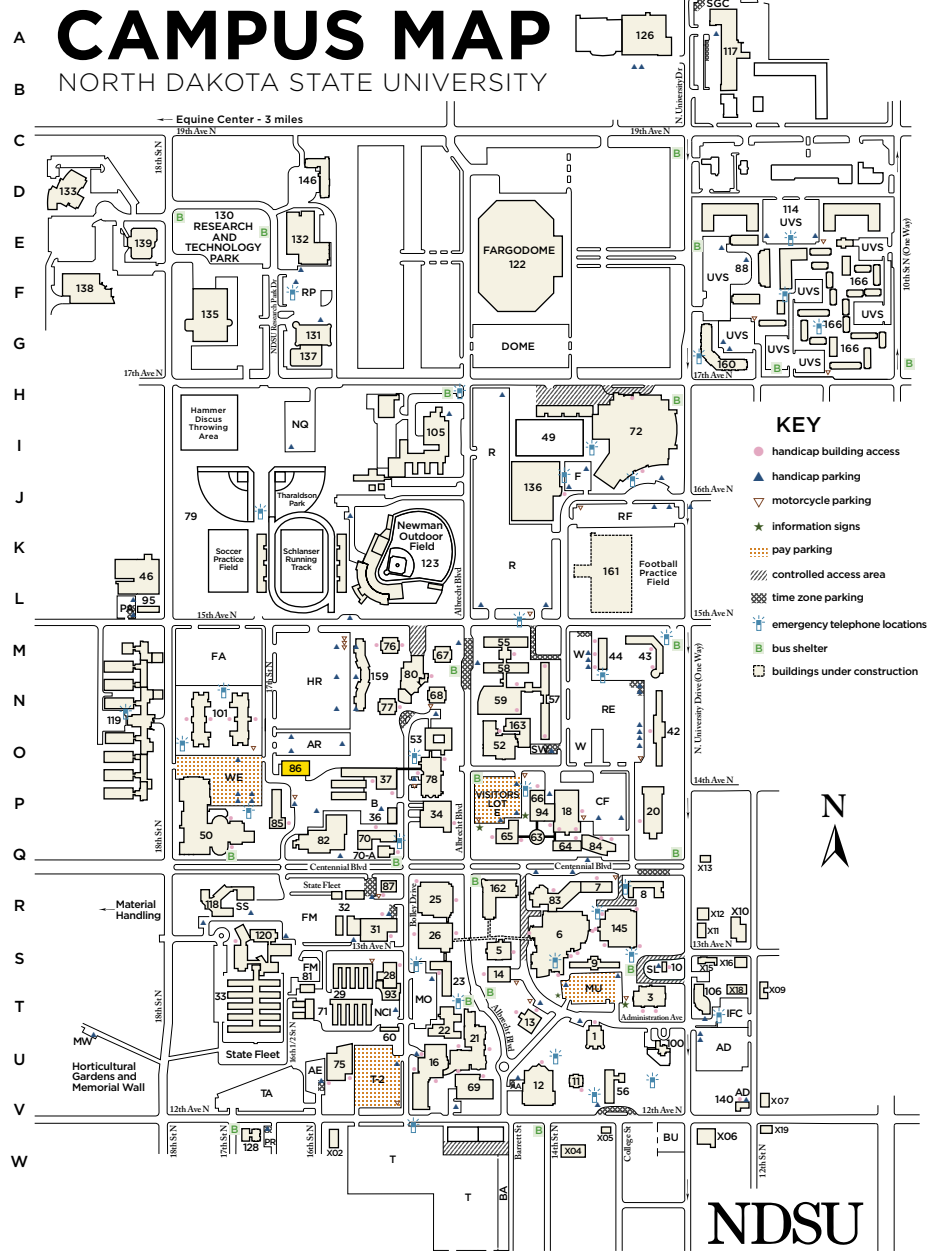 CAMPUS MAP
NORTH DAKOTA STATE UNIVERSITY
A
B
C
D
E
F
G
H
I
J
K
L
M
N
O
P
Q
R
S
T
U
V
W
SGC
126
117
N. University Dr
Equine Center - 3 miles
19th Ave N
19th Ave N
18th St N
B
133
146
130
RESEARCH
AND
TECHNOLOGY
PARK
B
B
132
139
138
135
RP
NDSU Research Park Dr
131
137
FARGODOME
122
DOME
114
UVS
B
UVS
88
UVS
166
UVS
UVS
166
UVS
UVS
UVS
166
160
B
B
10th St N (One Way)
17th Ave N
17th Ave N
Hammer
Discus
Throwing
Area
NQ
B
105
R
49
72
B
136
F
16th Ave N
79
Tharaldson
Park
Newman
Outdoor
Field
123
Soccer
Practice
Field
Schlanser
Running
Track
RF
R
161
Football
Practice
Field
46
95
PA
Albrecht Blvd
15th Ave N
15th Ave N
KEY
handicap building access
handicap parking
motorcycle parking
information signs
pay parking
controlled access area
time zone parking
emergency telephone locations
B bus shelter
buildings under construction
FA
17th St N
HR
76
159
80
67
B
68
77
55
58
59
57
163
52
SW
W
44
43
B
RE
W
42
N. University Drive (One Way)
119
101
AR
53
86
WE
37
78
B
36
34
85
50
82
70
70-A
B
B
18th St N
Albrecht Blvd
14th Ave N
B
VISITORS
LOT
E
66
94
18
CF
20
65
63
64
84
B
N
Centennial Blvd
Centennial Blvd
X13
State Fleet
87
Material
Handling
118
SS
32
FM
31
13th Ave N
Bolley Drive
25
26
B
162
83
7
8
6
145
X12
X10
X11
13th Ave N
120
33
FM
81
28
29
93
71
NCI
60
5
14
23
B
B
MO
9
B
SL
10
MU
3
Administration Ave
X15
X16
106
X18
X09
IFC
18th St N
16th 1/2 St N
State Fleet
MW
Horticultural
Gardens and
Memorial Wall
TA
AE
75
T-2
22
21
16
69
Albrecht Blvd
13
1
100
AA
12
11
56
AD
AD
140
X07
12th Ave N
12th Ave N
18th St N
17th St N
B
128
PR
16th St N
X02
T
T
BA
Barrett St
B
14th St N
X04
X05
College St
BU
X06
X19
12th St N
NDSU